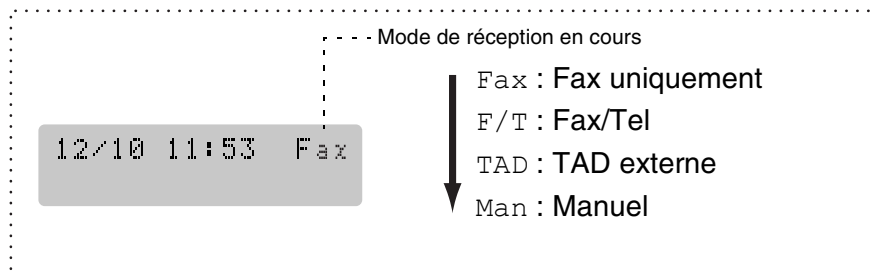 Mode de réception en cours
12/10 11:53 Fax
Fax : Fax uniquement
F/T : Fax/Tel
TAD : TAD externe
Man : Manuel